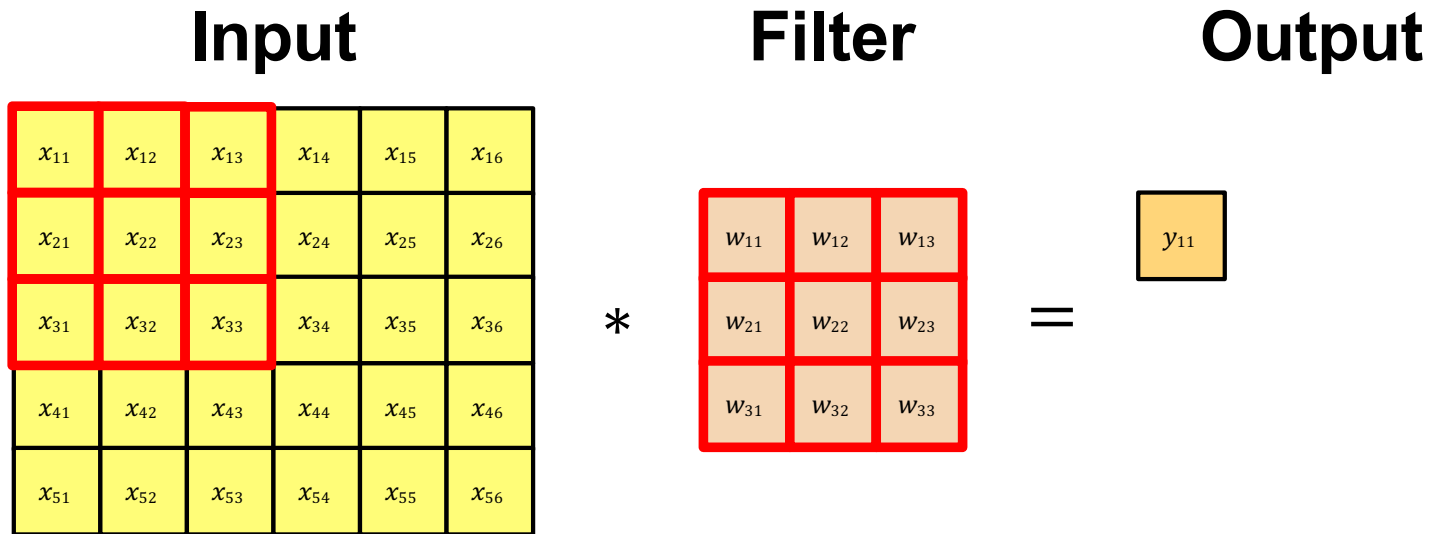 Input Filter Output
x₁₁ x₁₂ x₁₃ x₁₄ x₁₅ x₁₆
x₂₁ x₂₂ x₂₃ x₂₄ x₂₅ x₂₆ w₁₁ w₁₂ w₁₃ y₁₁
x₃₁ x₃₂ x₃₃ x₃₄ x₃₅ x₃₆ * w₂₁ w₂₂ w₂₃ =
x₄₁ x₄₂ x₄₃ x₄₄ x₄₅ x₄₆ w₃₁ w₃₂ w₃₃
x₅₁ x₅₂ x₅₃ x₅₄ x₅₅ x₅₆